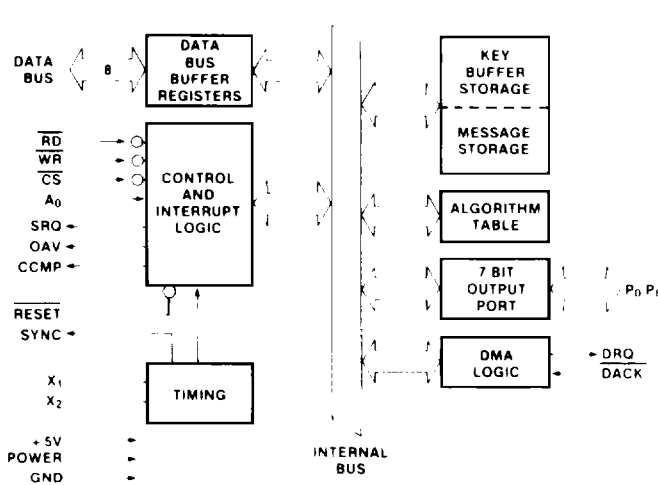 DATA
BUS
8
DATA
BUS
BUFFER
REGISTERS
KEY
BUFFER
STORAGE
MESSAGE
STORAGE
RD
WR
CS
A0
SRQ
OAV
CCMP
CONTROL
AND
INTERRUPT
LOGIC
ALGORITHM
TABLE
7 BIT
OUTPUT
PORT
RESET
SYNC
DMA
LOGIC
DRQ
DACK
X1
X2
TIMING
+5V
POWER
GND
INTERNAL
BUS